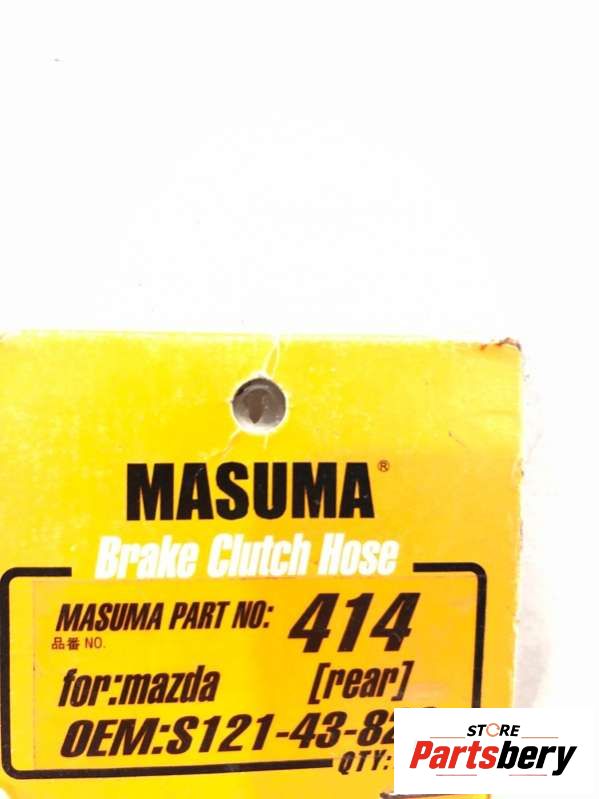 MASUMA®
Brake Clutch Hose
MASUMA PART NO: 414
品番 NO.
for:mazda [rear]
OEM:S121-43-82
QTY:
STORE
Partsbery